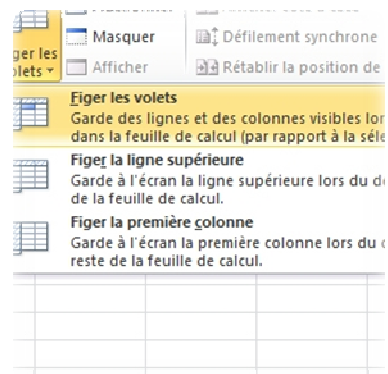 Masquer
Défilement synchrone
ger les
Afficher
Rétablir la position de
Figer les volets
Garde des lignes et des colonnes visibles lor
dans la feuille de calcul (par rapport à la séle
Figer la ligne supérieure
Garde à l'écran la ligne supérieure lors du d
de la feuille de calcul.
Figer la première colonne
Garde à l'écran la première colonne lors du d
reste de la feuille de calcul.